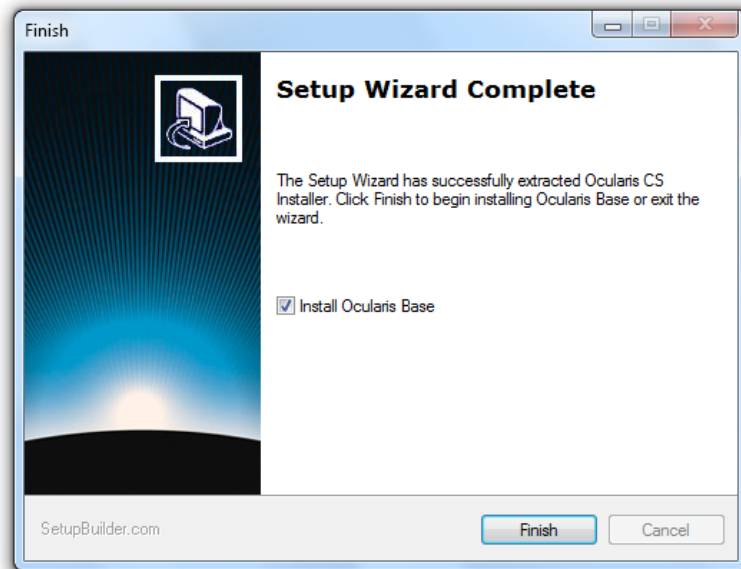 Finish
Setup Wizard Complete
The Setup Wizard has successfully extracted Ocularis CS
Installer. Click Finish to begin installing Ocularis Base or exit the
wizard.
Install Ocularis Base
SetupBuilder.com
Finish
Cancel